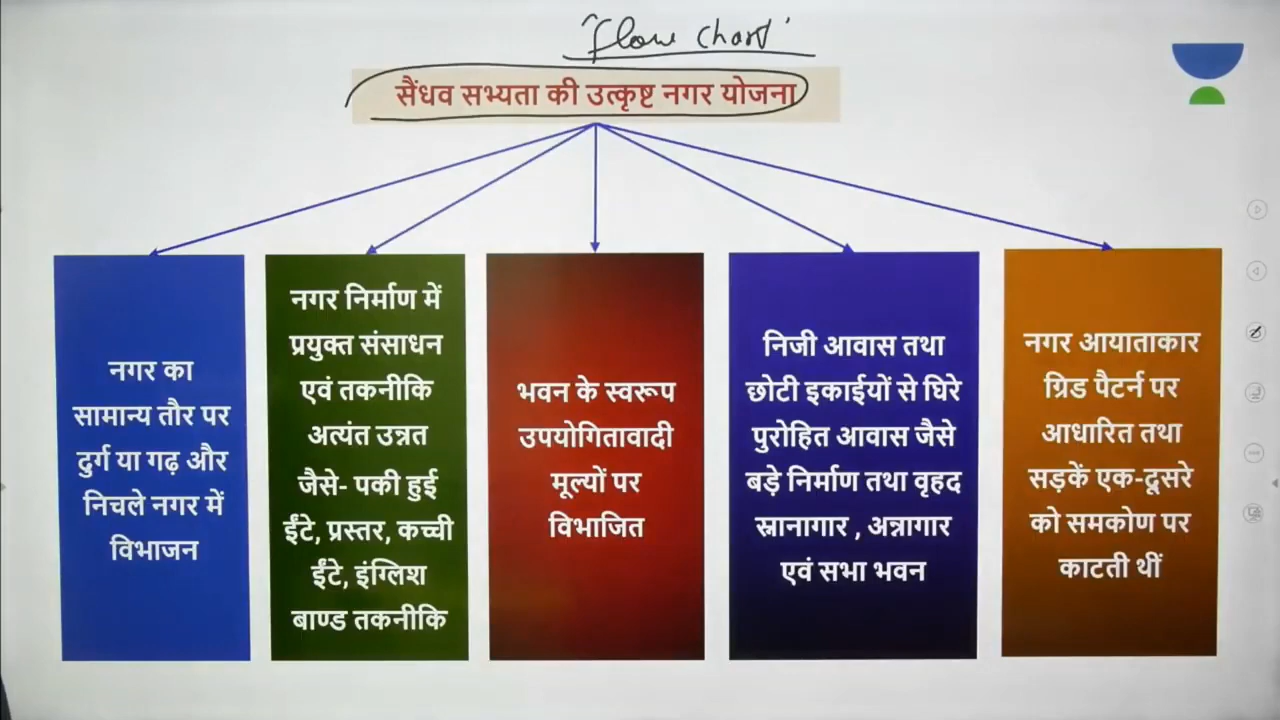 "Flow Chart"
सैंधव सभ्यता की उत्कृष्ट नगर योजना
नगर का
सामान्य तौर पर
दुर्ग या गढ़ और
निचले नगर में
विभाजन
नगर निर्माण में
प्रयुक्त संसाधन
एवं तकनीकि
अत्यंत उन्नत
जैसे- पकी हुई
ईंटे, प्रस्तर, कच्ची
ईंटे, इंग्लिश
बाण्ड तकनीकि
भवन के स्वरूप
उपयोगितावादी
मूल्यों पर
विभाजित
निजी आवास तथा
छोटी इकाईयों से घिरे
पुरोहित आवास जैसे
बड़े निर्माण तथा वृहद
स्नानागार , अन्नागार
एवं सभा भवन
नगर आयाताकार
ग्रिड पैटर्न पर
आधारित तथा
सड़कें एक-दूसरे
को समकोण पर
काटती थीं